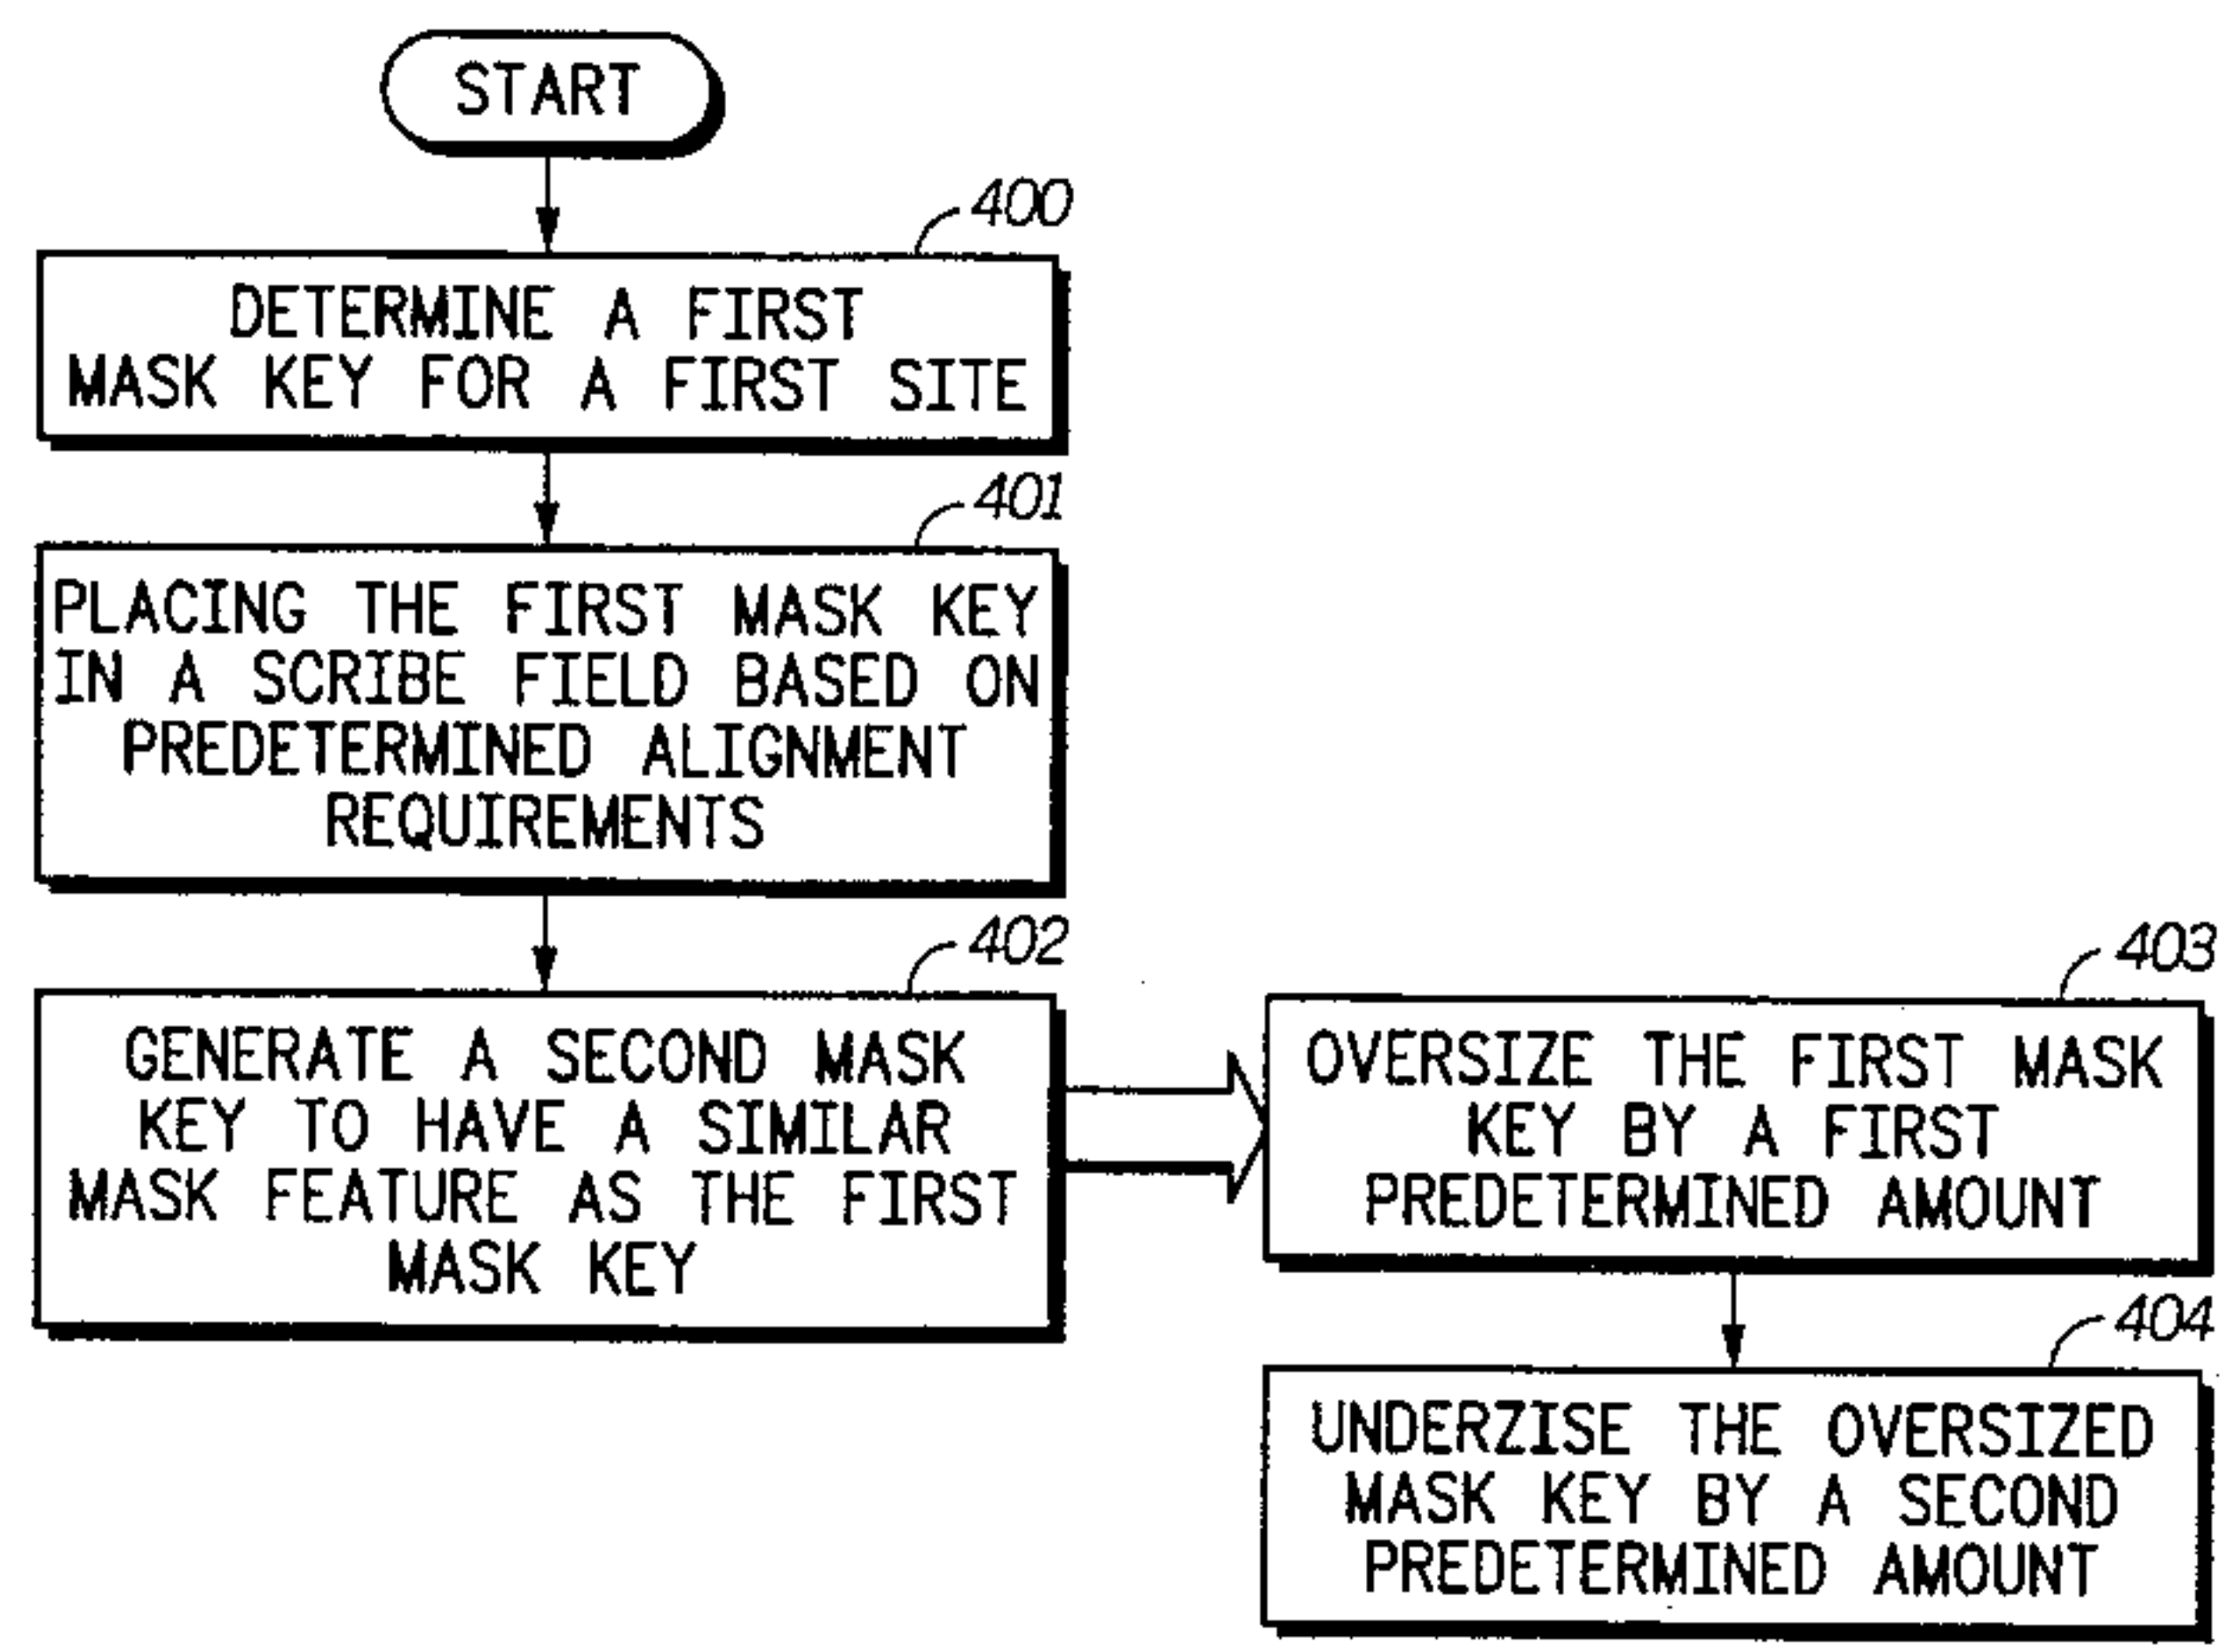 START
400
DETERMINE A FIRST
MASK KEY FOR A FIRST SITE
401
PLACING THE FIRST MASK KEY
IN A SCRIBE FIELD BASED ON
PREDETERMINED ALIGNMENT
REQUIREMENTS
402
GENERATE A SECOND MASK
KEY TO HAVE A SIMILAR
MASK FEATURE AS THE FIRST
MASK KEY
403
OVERSIZE THE FIRST MASK
KEY BY A FIRST
PREDETERMINED AMOUNT
404
UNDERZISE THE OVERSIZED
MASK KEY BY A SECOND
PREDETERMINED AMOUNT